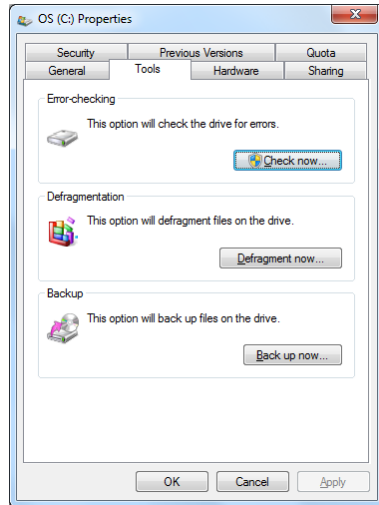 OS (C:) Properties
Security Previous Versions Quota
General Tools Hardware Sharing
Error-checking
This option will check the drive for errors.
Check now...
Defragmentation
This option will defragment files on the drive.
Defragment now...
Backup
This option will back up files on the drive.
Back up now...
OK Cancel Apply